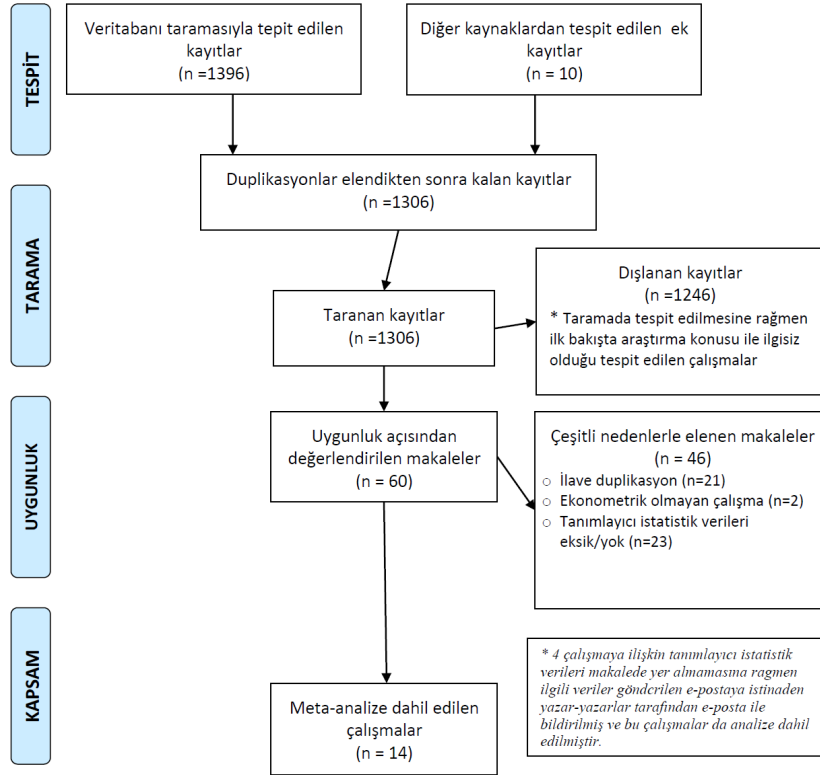 TESPİT
Veritabanı taramasıyla tepit edilen
kayıtlar
(n =1396)
Diğer kaynaklardan tespit edilen ek
kayıtlar
(n = 10)
Duplikasyonlar elendikten sonra kalan kayıtlar
(n =1306)
TARAMA
Taranan kayıtlar
(n =1306)
Dışlanan kayıtlar
(n =1246)
* Taramada tespit edilmesine rağmen
ilk bakışta araştırma konusu ile ilgisiz
olduğu tespit edilen çalışmalar
UYGUNLUK
Uygunluk açısından
değerlendirilen makaleler
(n = 60)
Çeşitli nedenlerle elenen makaleler
(n = 46)
○ İlave duplikasyon (n=21)
○ Ekonometrik olmayan çalışma (n=2)
○ Tanımlayıcı istatistik verileri
eksik/yok (n=23)
KAPSAM
Meta-analize dahil edilen
çalışmalar
(n = 14)
* 4 çalışmaya ilişkin tanımlayıcı istatistik
verileri makalede yer almamasına ragmen
ilgili veriler göndcrilen e-postaya istinaden
yazar-yazarlar tarafından e-posta ile
bildirilmiş ve bu çalışmalar da analize dahil
edilmiştir.